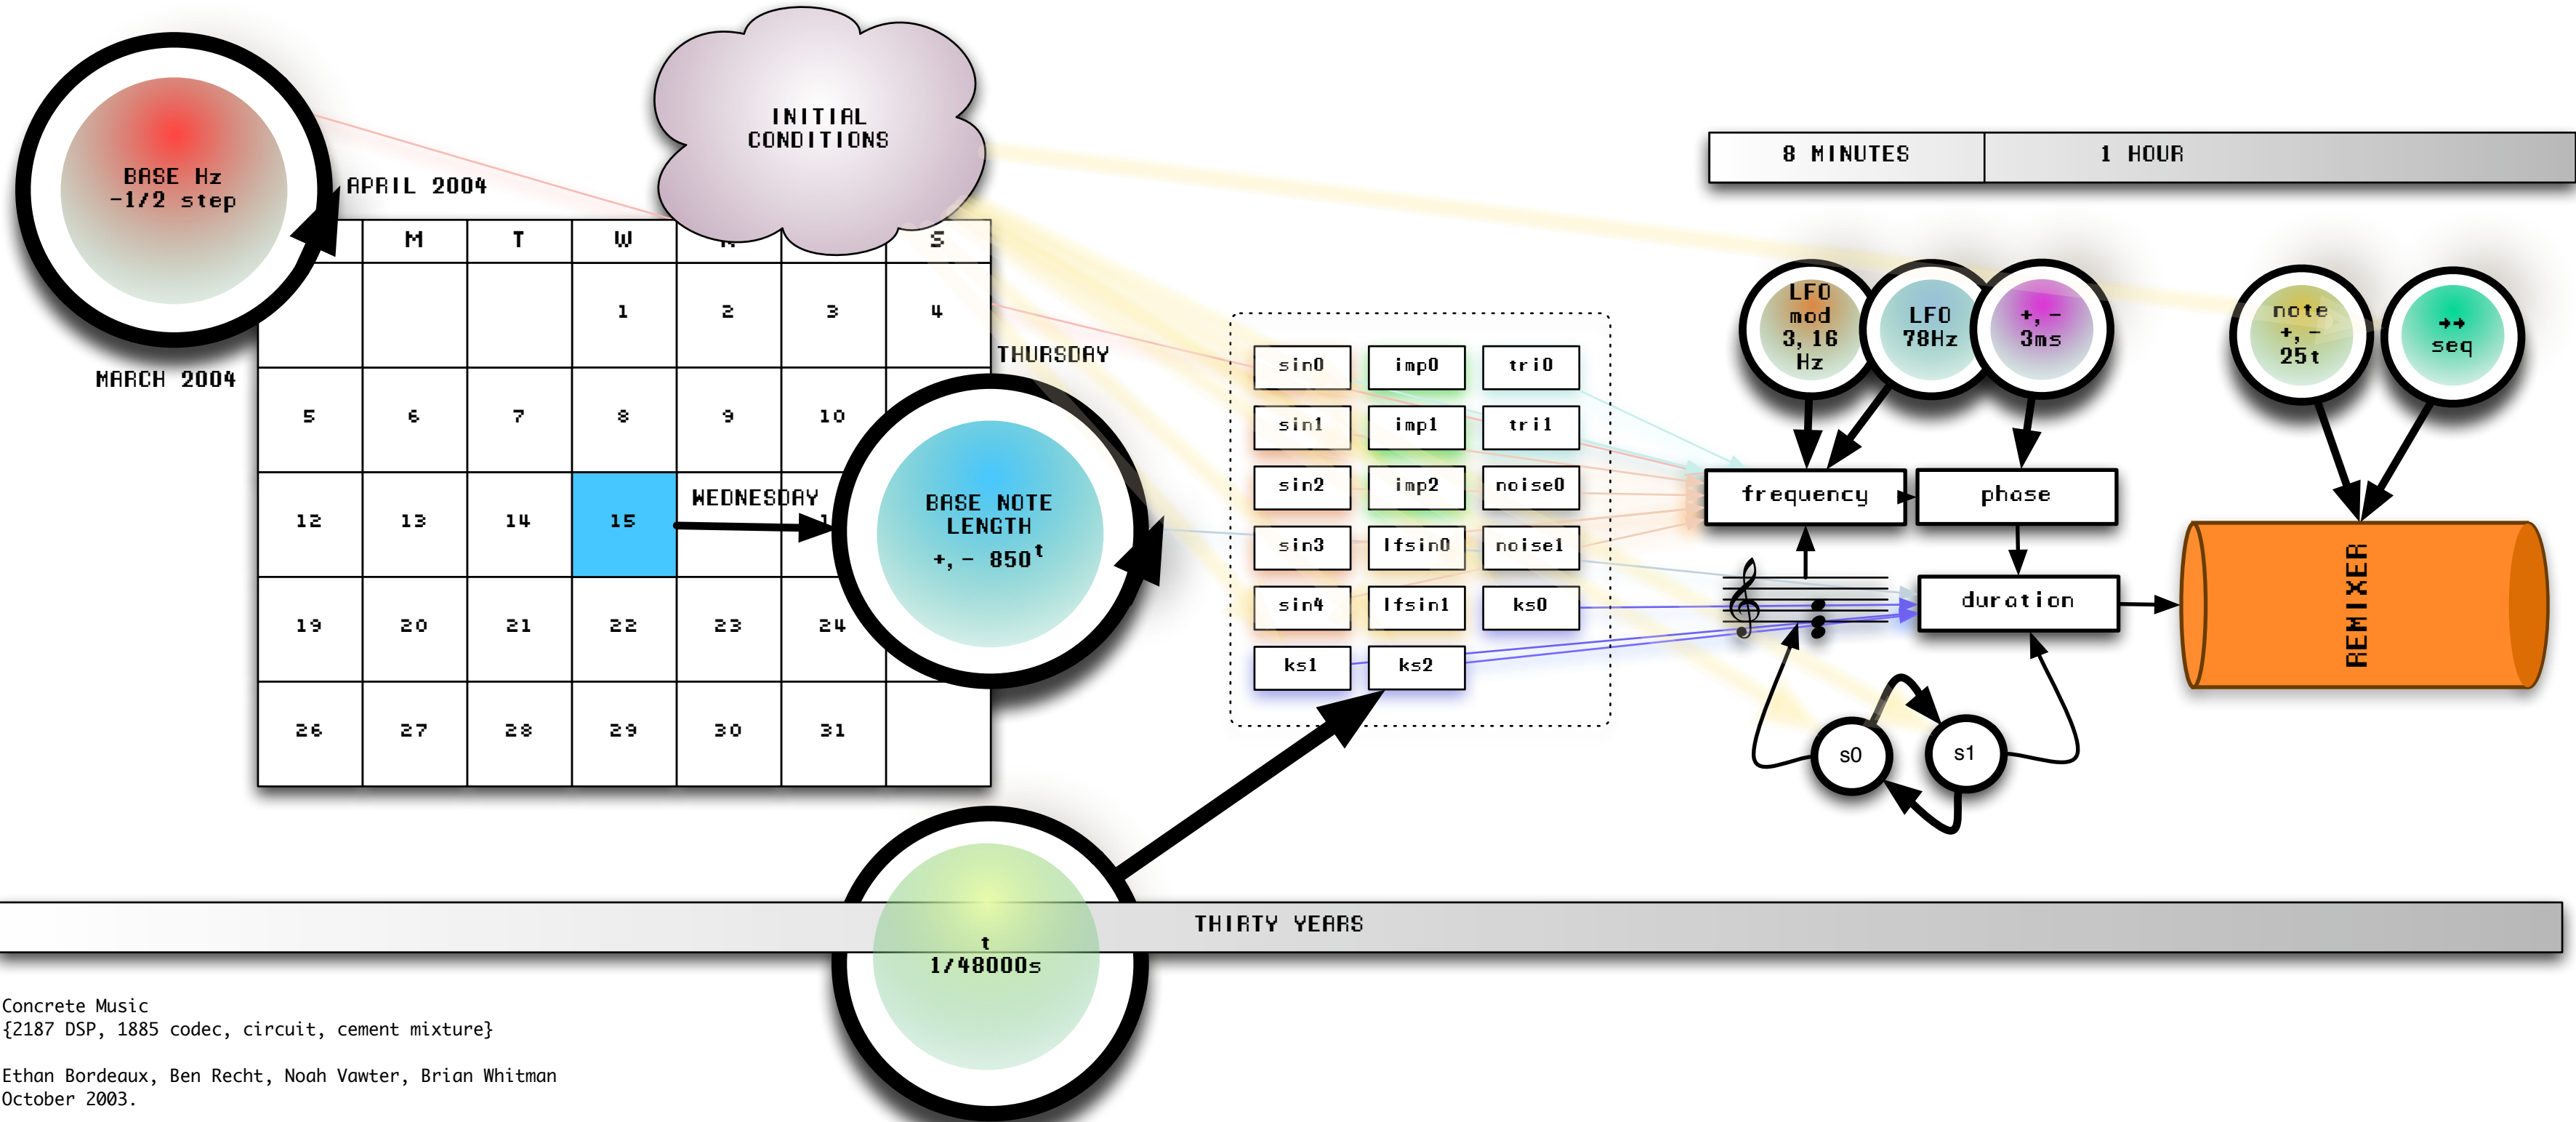 INITIAL
CONDITIONS
BASE Hz
-1/2 step
APRIL 2004
MARCH 2004
M T W S
1 2 3 4
5 6 7 8 9 10
12 13 14 15
19 20 21 22 23 24
26 27 28 29 30 31
WEDNESDAY
THURSDAY
BASE NOTE
LENGTH
+,- 850t
sin0 imp0 tri0
sin1 imp1 tri1
sin2 imp2 noise0
sin3 lfsin0 noise1
sin4 lfsin1 ks0
ks1 ks2
8 MINUTES 1 HOUR
LFO
mod
3,16
Hz
LFO
78Hz
+,-
3ms
note
+,-
25t
→→
seq
frequency
phase
duration
REMIXER
s0 s1
THIRTY YEARS
t
1/48000s
Concrete Music
{2187 DSP, 1885 codec, circuit, cement mixture}
Ethan Bordeaux, Ben Recht, Noah Vawter, Brian Whitman
October 2003.